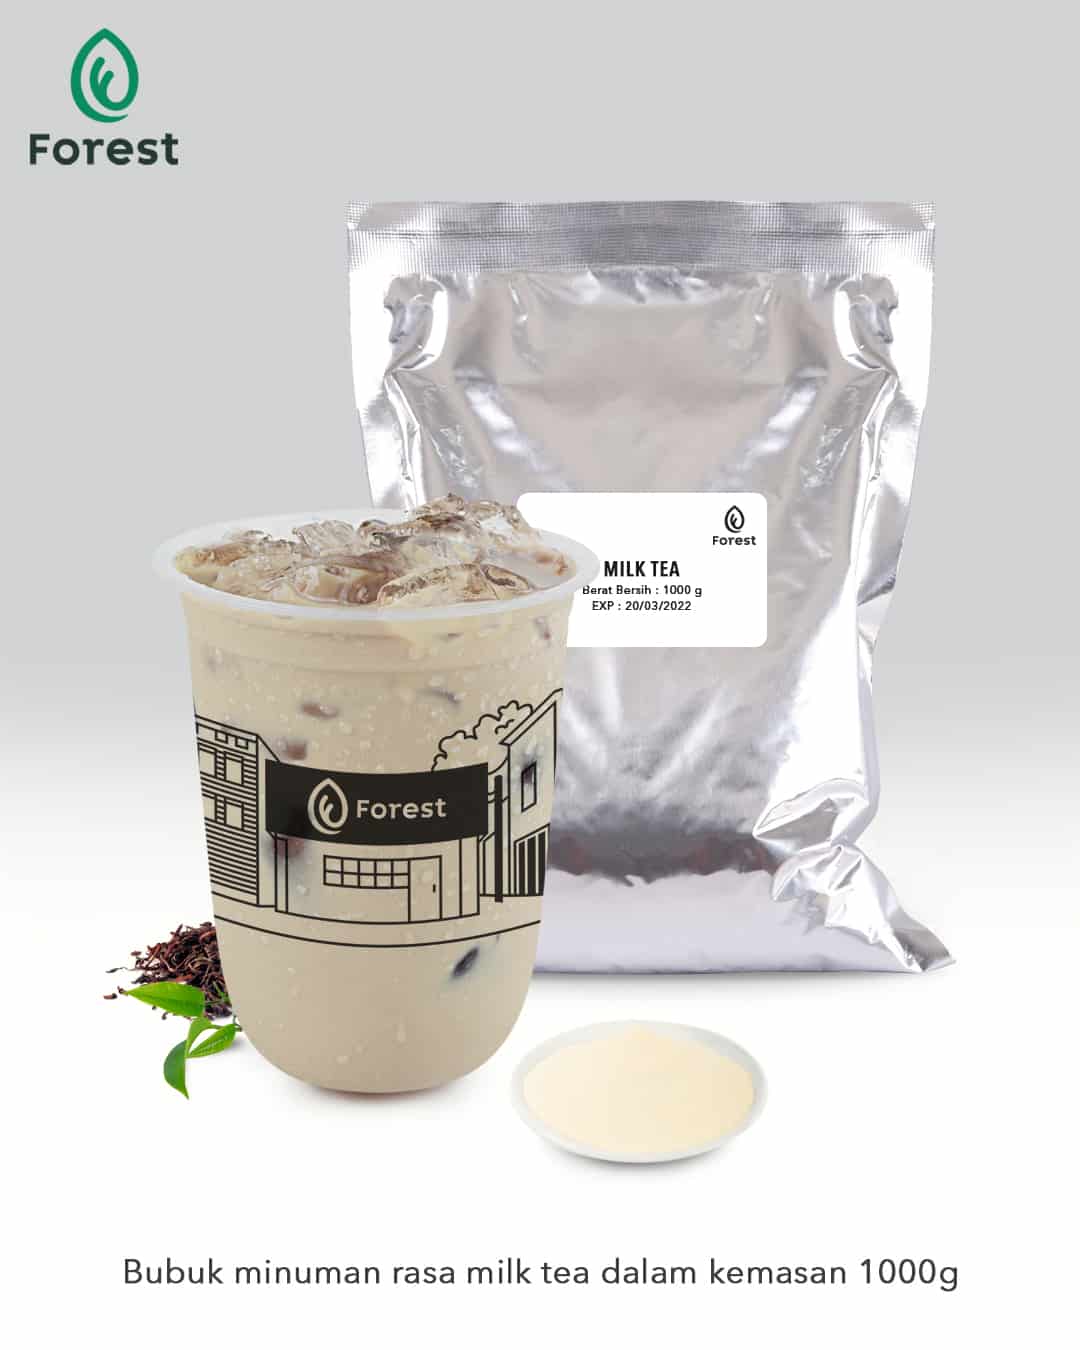 Forest
Forest
MILK TEA
Berat Bersih : 1000 g
EXP : 20/03/2022
Forest
Bubuk minuman rasa milk tea dalam kemasan 1000g